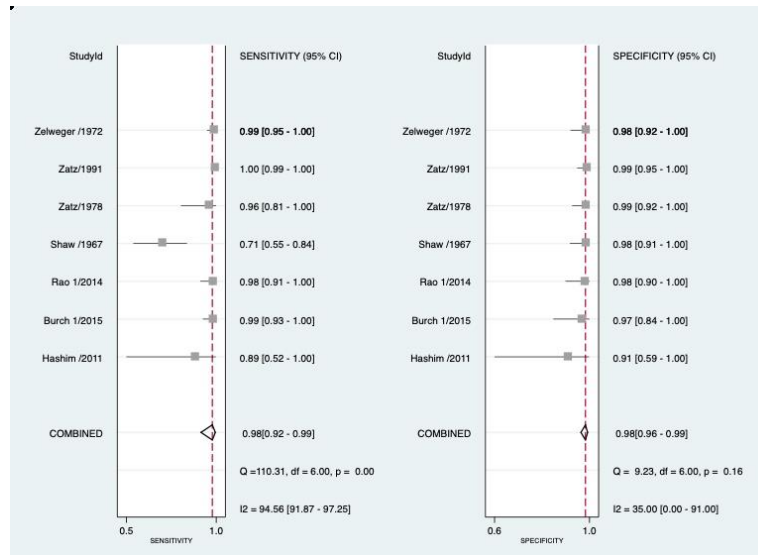 StudyId SENSITIVITY (95% CI)
Zelweger /1972 0.99 [0.95 - 1.00]
Zatz/1991 1.00 [0.99 - 1.00]
Zatz/1978 0.96 [0.81 - 1.00]
Shaw /1967 0.71 [0.55 - 0.84]
Rao 1/2014 0.98 [0.91 - 1.00]
Burch 1/2015 0.99 [0.93 - 1.00]
Hashim /2011 0.89 [0.52 - 1.00]
COMBINED 0.98[0.92 - 0.99]
Q =110.31, df = 6.00, p = 0.00
I2 = 94.56 [91.87 - 97.25]
0.5 1.0
SENSITIVITY
StudyId SPECIFICITY (95% CI)
Zelweger /1972 0.98 [0.92 - 1.00]
Zatz/1991 0.99 [0.95 - 1.00]
Zatz/1978 0.99 [0.92 - 1.00]
Shaw /1967 0.98 [0.91 - 1.00]
Rao 1/2014 0.98 [0.90 - 1.00]
Burch 1/2015 0.97 [0.84 - 1.00]
Hashim /2011 0.91 [0.59 - 1.00]
COMBINED 0.98[0.96 - 0.99]
Q = 9.23, df = 6.00, p = 0.16
I2 = 35.00 [0.00 - 91.00]
0.6 1.0
SPECIFICITY